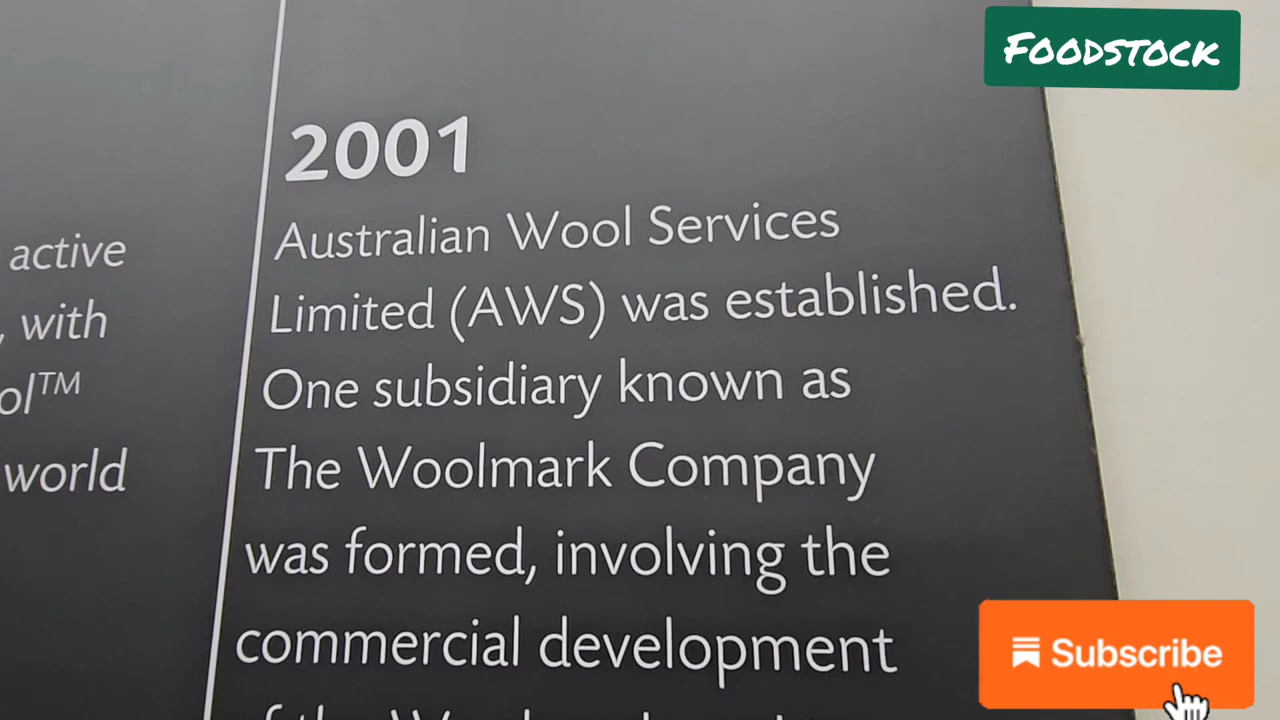 FOODSTOCK
active
, with
ol™
world
2001
Australian Wool Services
Limited (AWS) was established.
One subsidiary known as
The Woolmark Company
was formed, involving the
commercial development
Subscribe